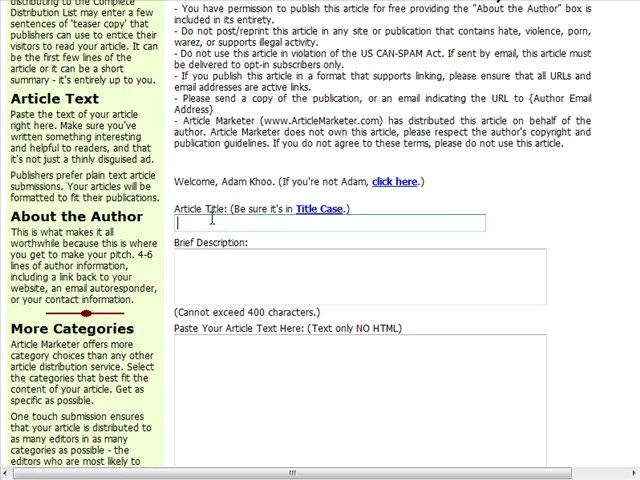 distributing to the Complete
Distribution List may enter a few
sentences of 'teaser copy' that
publishers can use to entice their
visitors to read your article. It can
be the first few lines of the
article or it can be a short
summary - it's entirely up to you.
Article Text
Paste the text of your article
right here. Make sure you've
written something interesting
and helpful to readers, and that
it's not just a thinly disguised ad.
Publishers prefer plain text article
submissions. Your articles will be
formatted to fit their publications.
About the Author
This is what makes it all
worthwhile because this is where
you get to make your pitch. 4-6
lines of author information,
including a link back to your
website, an email autoresponder,
or your contact information.
More Categories
Article Marketer offers more
category choices than any other
article distribution service. Select
the categories that best fit the
content of your article. Get as
specific as possible.
One touch submission ensures
that your article is distributed to
as many editors in as many
categories as possible - the
editors who are most likely to
- You have permission to publish this article for free providing the "About the Author" box is
included in its entirety.
- Do not post/reprint this article in any site or publication that contains hate, violence, porn,
warez, or supports illegal activity.
- Do not use this article in violation of the US CAN-SPAM Act. If sent by email, this article must
be delivered to opt-in subscribers only.
- If you publish this article in a format that supports linking, please ensure that all URLs and
email addresses are active links.
- Please send a copy of the publication, or an email indicating the URL to {Author Email
Address}
- Article Marketer (www.ArticleMarketer.com) has distributed this article on behalf of the
author. Article Marketer does not own this article, please respect the author's copyright and
publication guidelines. If you do not agree to these terms, please do not use this article.
Welcome, Adam Khoo. (If you're not Adam, click here.)
Article Title: (Be sure it's in Title Case.)
Brief Description:
(Cannot exceed 400 characters.)
Paste Your Article Text Here: (Text only NO HTML)